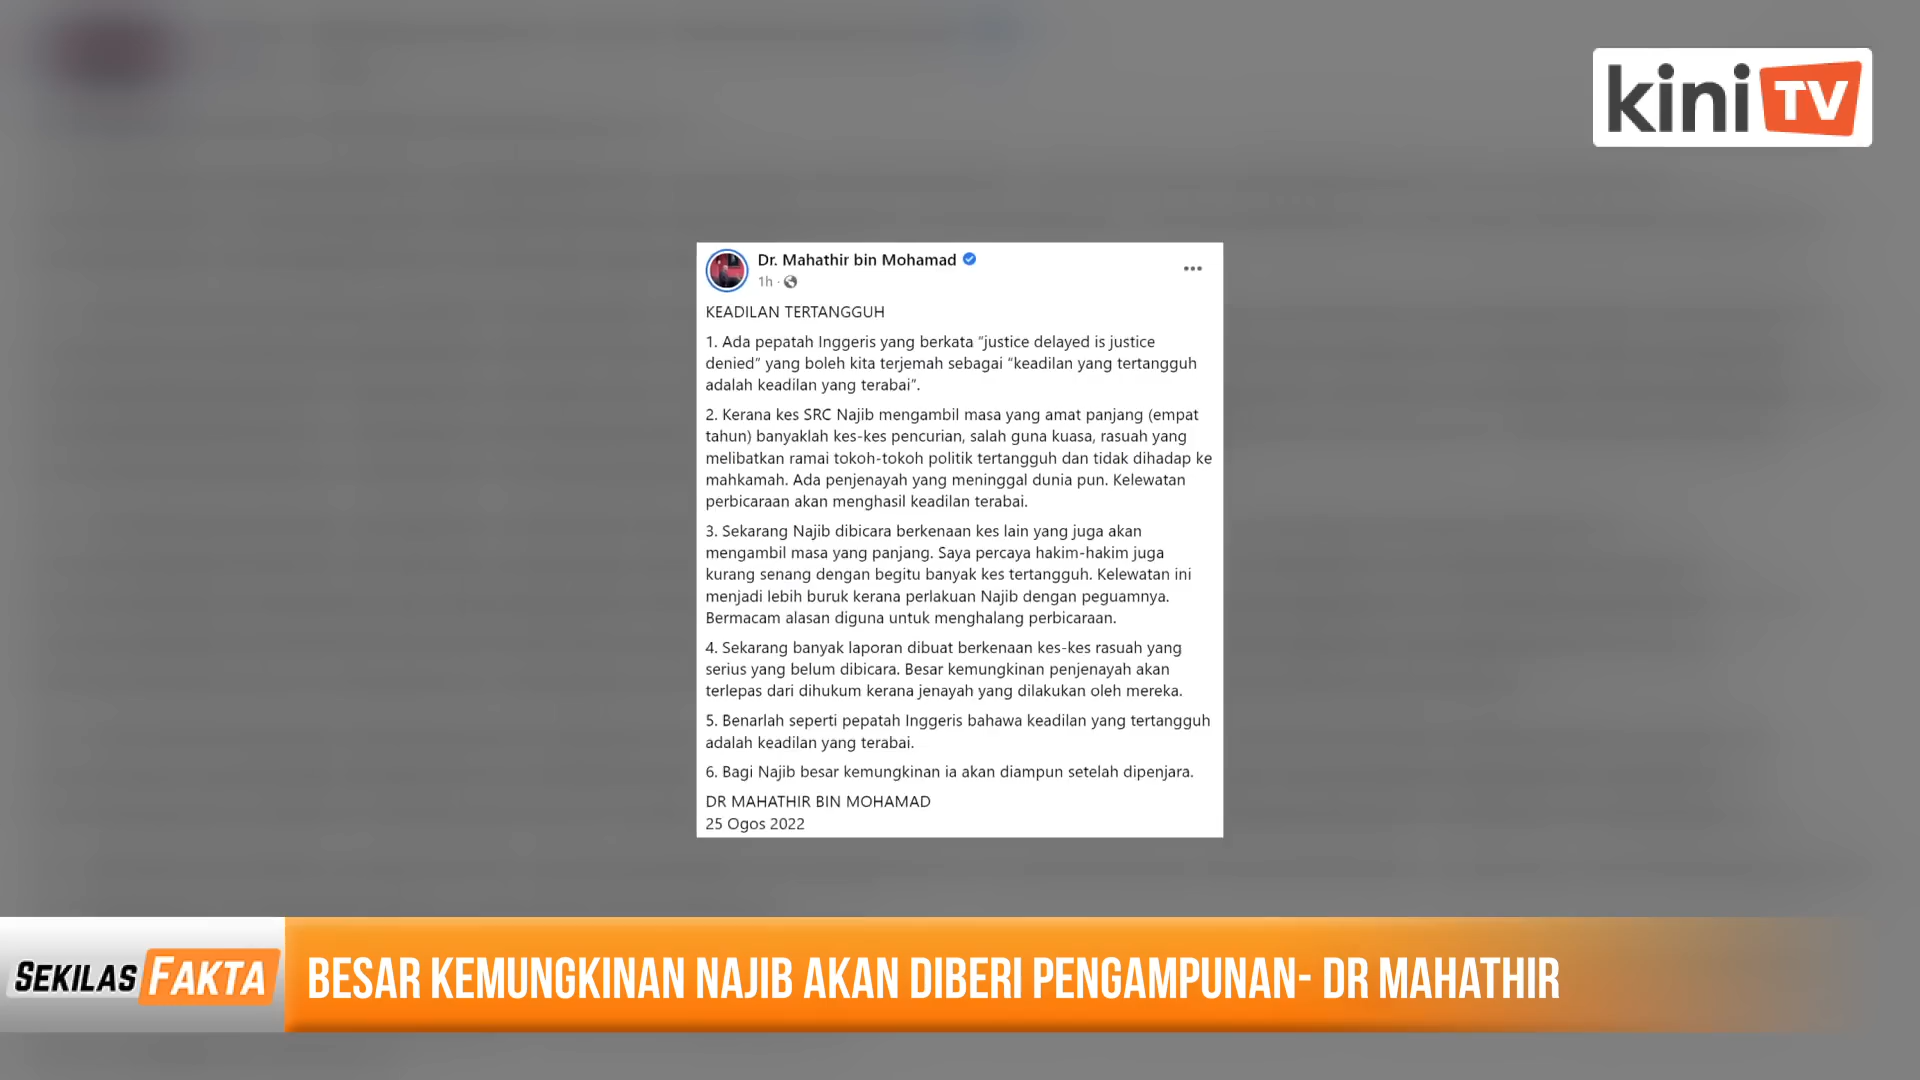 kini TV
Dr. Mahathir bin Mohamad
1h ·
KEADILAN TERTANGGUH
1. Ada pepatah Inggeris yang berkata “justice delayed is justice
denied” yang boleh kita terjemah sebagai “keadilan yang tertangguh
adalah keadilan yang terabai”.
2. Kerana kes SRC Najib mengambil masa yang amat panjang (empat
tahun) banyaklah kes-kes pencurian, salah guna kuasa, rasuah yang
melibatkan ramai tokoh-tokoh politik tertangguh dan tidak dihadap ke
mahkamah. Ada penjenayah yang meninggal dunia pun. Kelewatan
perbicaraan akan menghasil keadilan terabai.
3. Sekarang Najib dibicara berkenaan kes lain yang juga akan
mengambil masa yang panjang. Saya percaya hakim-hakim juga
kurang senang dengan begitu banyak kes tertangguh. Kelewatan ini
menjadi lebih buruk kerana perlakuan Najib dengan peguamnya.
Bermacam alasan diguna untuk menghalang perbicaraan.
4. Sekarang banyak laporan dibuat berkenaan kes-kes rasuah yang
serius yang belum dibicara. Besar kemungkinan penjenayah akan
terlepas dari dihukum kerana jenayah yang dilakukan oleh mereka.
5. Benarlah seperti pepatah Inggeris bahawa keadilan yang tertangguh
adalah keadilan yang terabai.
6. Bagi Najib besar kemungkinan ia akan diampun setelah dipenjara.
DR MAHATHIR BIN MOHAMAD
25 Ogos 2022
SEKILAS FAKTA
BESAR KEMUNGKINAN NAJIB AKAN DIBERI PENGAMPUNAN- DR MAHATHIR